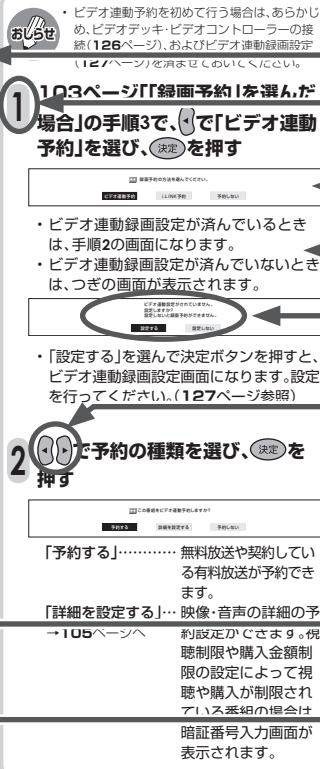 おしらせ
・ビデオ連動予約を初めて行う場合は、あらかじ
め、ビデオデッキ・ビデオコントローラーの接
続(126ページ)、およびビデオ連動録画設定
(127ページ)を済ませておいてください。
1
103ページ「「録画予約」を選んだ
場合」の手順3で、で「ビデオ連動
予約」を選び、決定を押す
録画予約の方法を選んでください。
ビデオ連動予約 i.LINK予約 予約しない
・ビデオ連動録画設定が済んでいるとき
は、手順2の画面になります。
・ビデオ連動録画設定が済んでいないとき
は、つぎの画面が表示されます。
ビデオ連動設定がされていません。
設定しますか?
設定しないと録画予約ができません。
設定する 設定しない
・「設定する」を選んで決定ボタンを押すと、
ビデオ連動録画設定画面になります。設定
を行ってください。(127ページ参照)
2
で予約の種類を選び、決定を
押す
この番組をビデオ連動予約しますか?
予約する 詳細を設定する 予約しない
「予約する」………… 無料放送や契約してい
る有料放送が予約でき
ます。
「詳細を設定する」… 映像・音声の詳細の予
→105ページへ 約設定ができます。視
聴制限や購入金額制
限の設定によって視
聴や購入が制限され
ている番組の場合は
暗証番号入力画面が
表示されます。